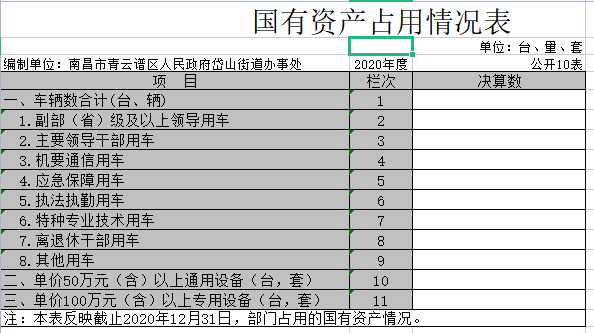 国有资产占用情况表
单位：台、量、套
编制单位：南昌市青云谱区人民政府岱山街道办事处 2020年度 公开10表
项 目 栏次 决算数
一、车辆数合计(台、辆) 1
1.副部（省）级及以上领导用车 2
2.主要领导干部用车 3
3.机要通信用车 4
4.应急保障用车 5
5.执法执勤用车 6
6.特种专业技术用车 7
7.离退休干部用车 8
8.其他用车 9
二、单价50万元（含）以上通用设备（台，套） 10
三、单价100万元（含）以上专用设备（台，套） 11
注：本表反映截止2020年12月31日，部门占用的国有资产情况。